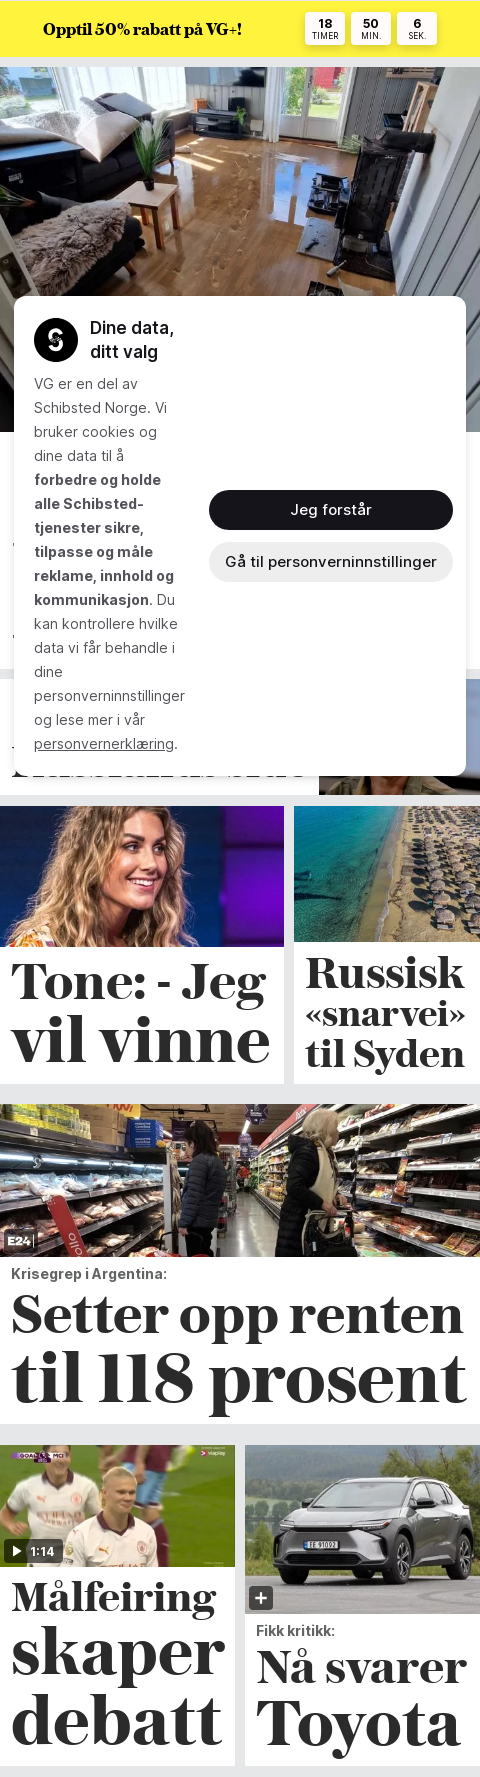 Opptil 50% rabatt på VG+!
18
TIMER
50
MIN.
6
SEK.
Dine data,
ditt valg
VG er en del av
Schibsted Norge. Vi
bruker cookies og
dine data til å
forbedre og holde
alle Schibsted-
tjenester sikre,
tilpasse og måle
reklame, innhold og
kommunikasjon. Du
kan kontrollere hvilke
data vi får behandle i
dine
personverninnstillinger
og lese mer i vår
personvernerklæring.
Jeg forstår
Gå til personverninnstillinger
Tone: - Jeg
vil vinne
Russisk
«snarvei»
til Syden
E24
Krisegrep i Argentina:
Setter opp renten
til 118 prosent
1:14
Målfeiring
skaper
debatt
Fikk kritikk:
Nå svarer
Toyota